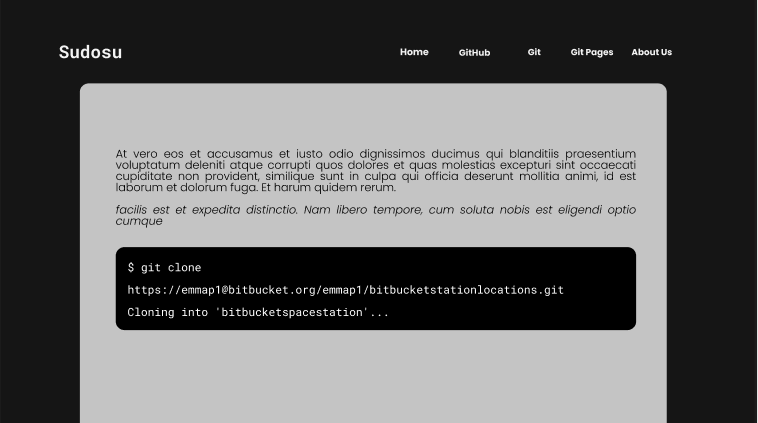 Sudosu
Home GitHub Git Git Pages About Us
At vero eos et accusamus et iusto odio dignissimos ducimus qui blanditiis praesentium
voluptatum deleniti atque corrupti quos dolores et quas molestias excepturi sint occaecati
cupiditate non provident, similique sunt in culpa qui officia deserunt mollitia animi, id est
laborum et dolorum fuga. Et harum quidem rerum.
facilis est et expedita distinctio. Nam libero tempore, cum soluta nobis est eligendi optio
cumque
$ git clone
https://emmap1@bitbucket.org/emmap1/bitbucketstationlocations.git
Cloning into 'bitbucketspacestation'...